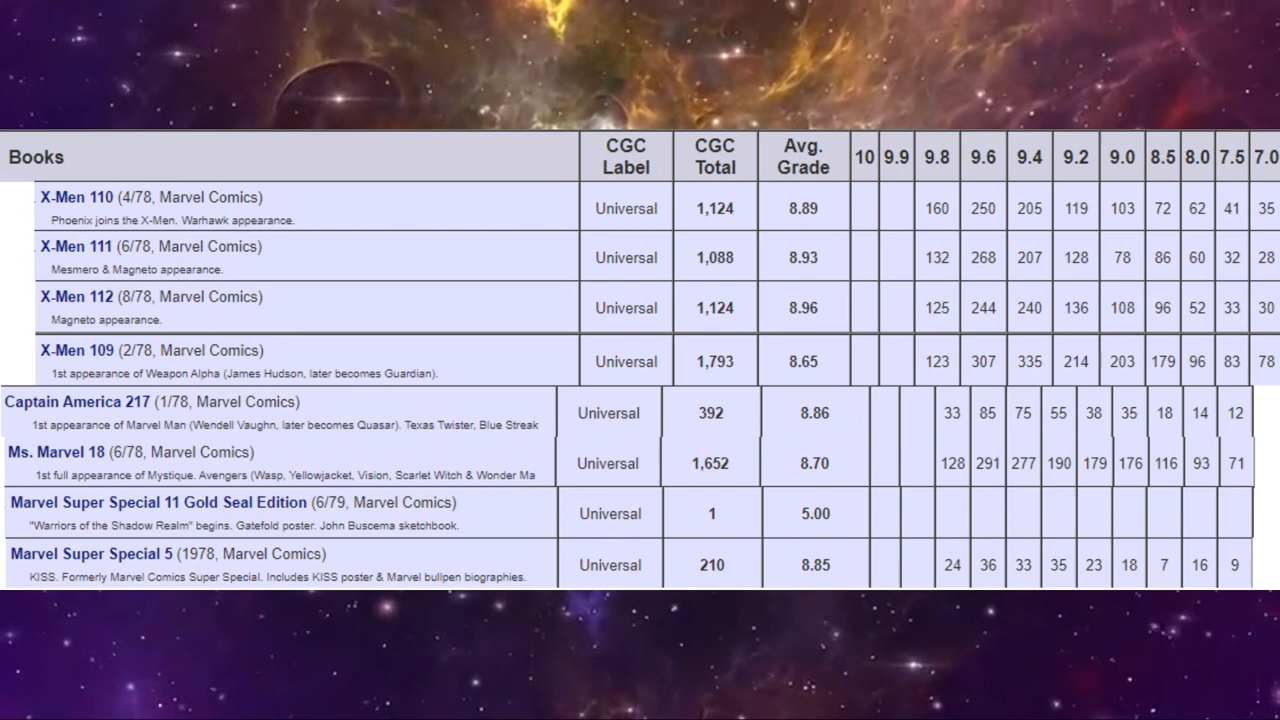 Books CGC Label CGC Total Avg. Grade 10 9.9 9.8 9.6 9.4 9.2 9.0 8.5 8.0 7.5 7.0
X-Men 110 (4/78, Marvel Comics) Universal 1,124 8.89 160 250 205 119 103 72 62 41 35
Phoenix joins the X-Men. Warhawk appearance.
X-Men 111 (6/78, Marvel Comics) Universal 1,088 8.93 132 268 207 128 78 86 60 32 28
Mesmero & Magneto appearance.
X-Men 112 (8/78, Marvel Comics) Universal 1,124 8.96 125 244 240 136 108 96 52 33 30
Magneto appearance.
X-Men 109 (2/78, Marvel Comics) Universal 1,793 8.65 123 307 335 214 203 179 96 83 78
1st appearance of Weapon Alpha (James Hudson, later becomes Guardian).
Captain America 217 (1/78, Marvel Comics) Universal 392 8.86 33 85 75 55 38 35 18 14 12
1st appearance of Marvel Man (Wendell Vaughn, later becomes Quasar). Texas Twister, Blue Streak
Ms. Marvel 18 (6/78, Marvel Comics) Universal 1,652 8.70 128 291 277 190 179 176 116 93 71
1st full appearance of Mystique. Avengers (Wasp, Yellowjacket, Vision, Scarlet Witch & Wonder Ma
Marvel Super Special 11 Gold Seal Edition (6/79, Marvel Comics) Universal 1 5.00
"Warriors of the Shadow Realm" begins. Gatefold poster. John Buscema sketchbook.
Marvel Super Special 5 (1978, Marvel Comics) Universal 210 8.85 24 36 33 35 23 18 7 16 9
KISS. Formerly Marvel Comics Super Special. Includes KISS poster & Marvel bullpen biographies.